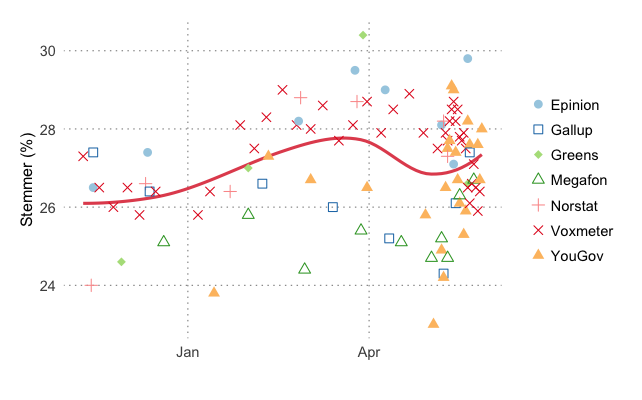 30
28
26
24
Stemmer (%)
Jan
Apr
Epinion
Gallup
Greens
Megafon
Norstat
Voxmeter
YouGov